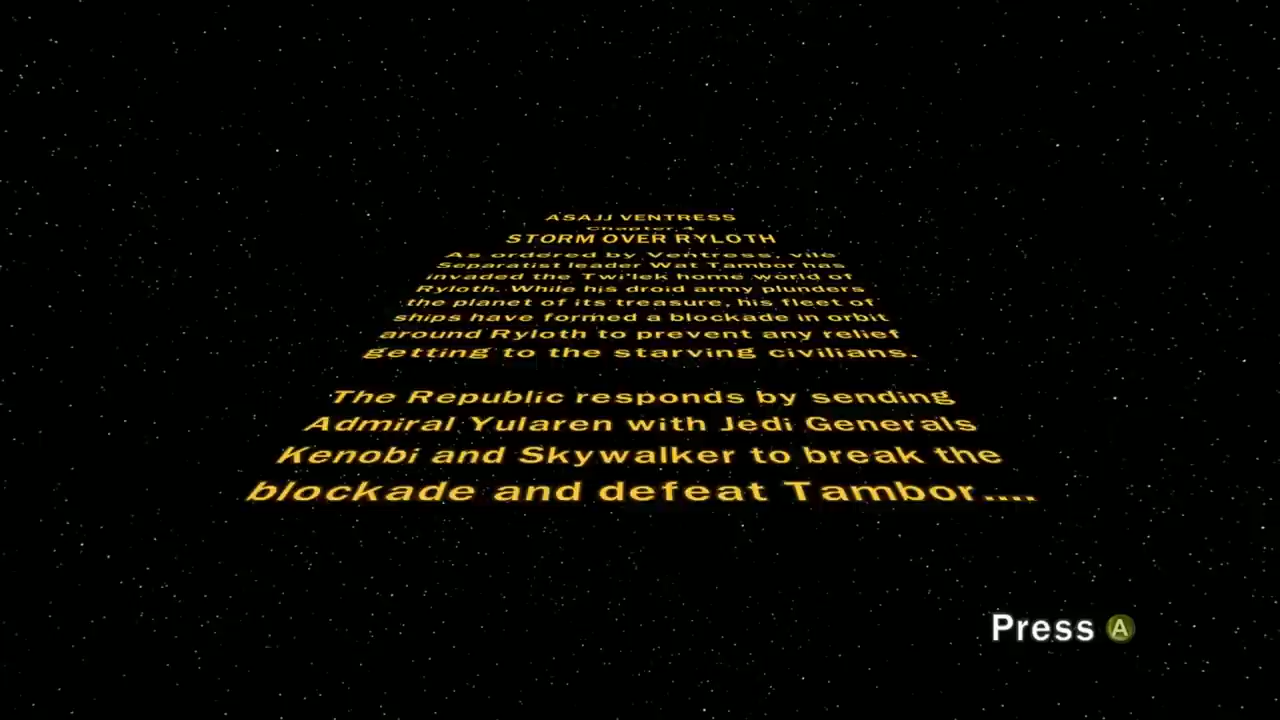 ASAJJ VENTRESS
Chapter 4
STORM OVER RYLOTH
As ordered by Ventress, vile
Separatist leader Wat Tambor has
invaded the Twi'lek home world of
Ryloth. While his droid army plunders
the planet of its treasure, his fleet of
ships have formed a blockade in orbit
around Ryloth to prevent any relief
getting to the starving civilians.
The Republic responds by sending
Admiral Yularen with Jedi Generals
Kenobi and Skywalker to break the
blockade and defeat Tambor....
Press A